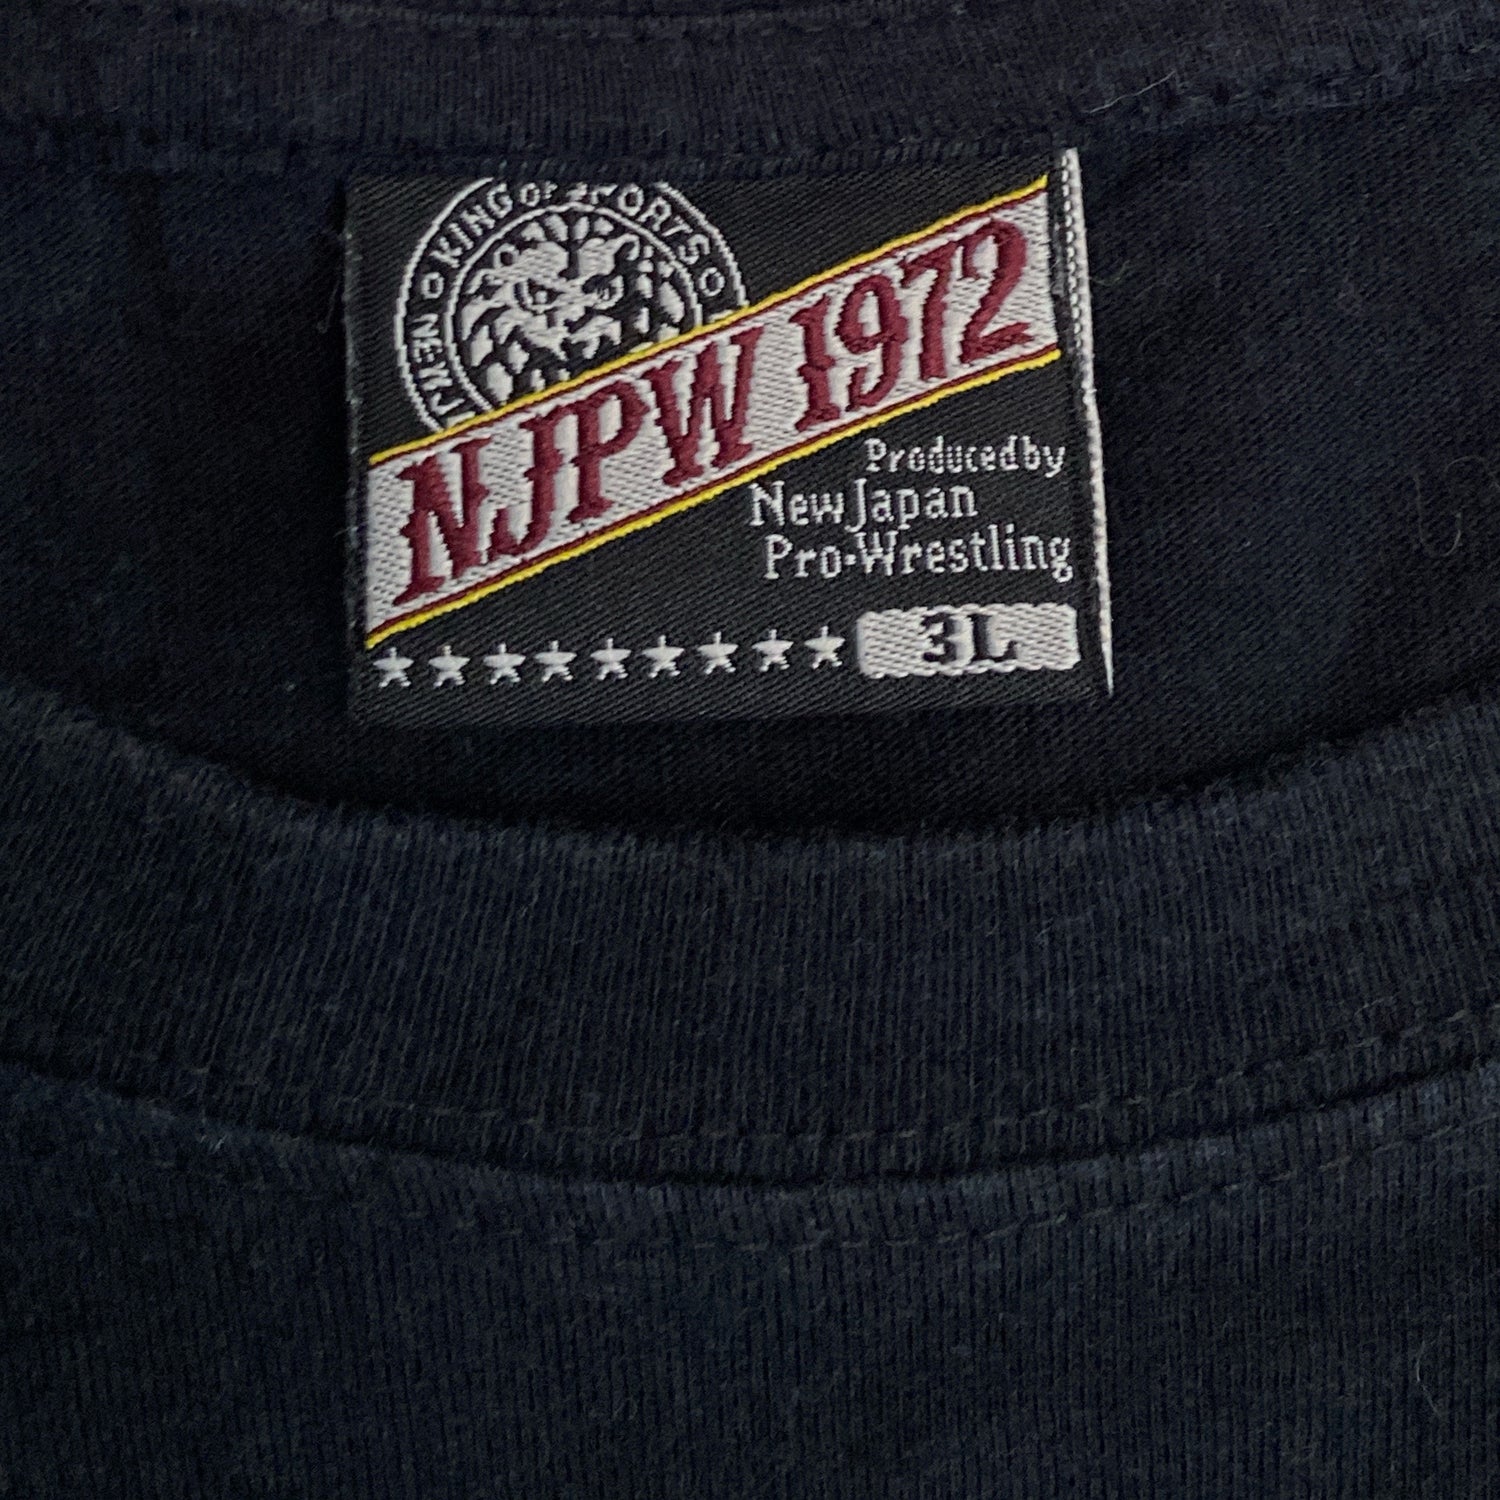 NEW
KING OF SPORTS
NJPW 1972
Produced by
New Japan
Pro-Wrestling
3L